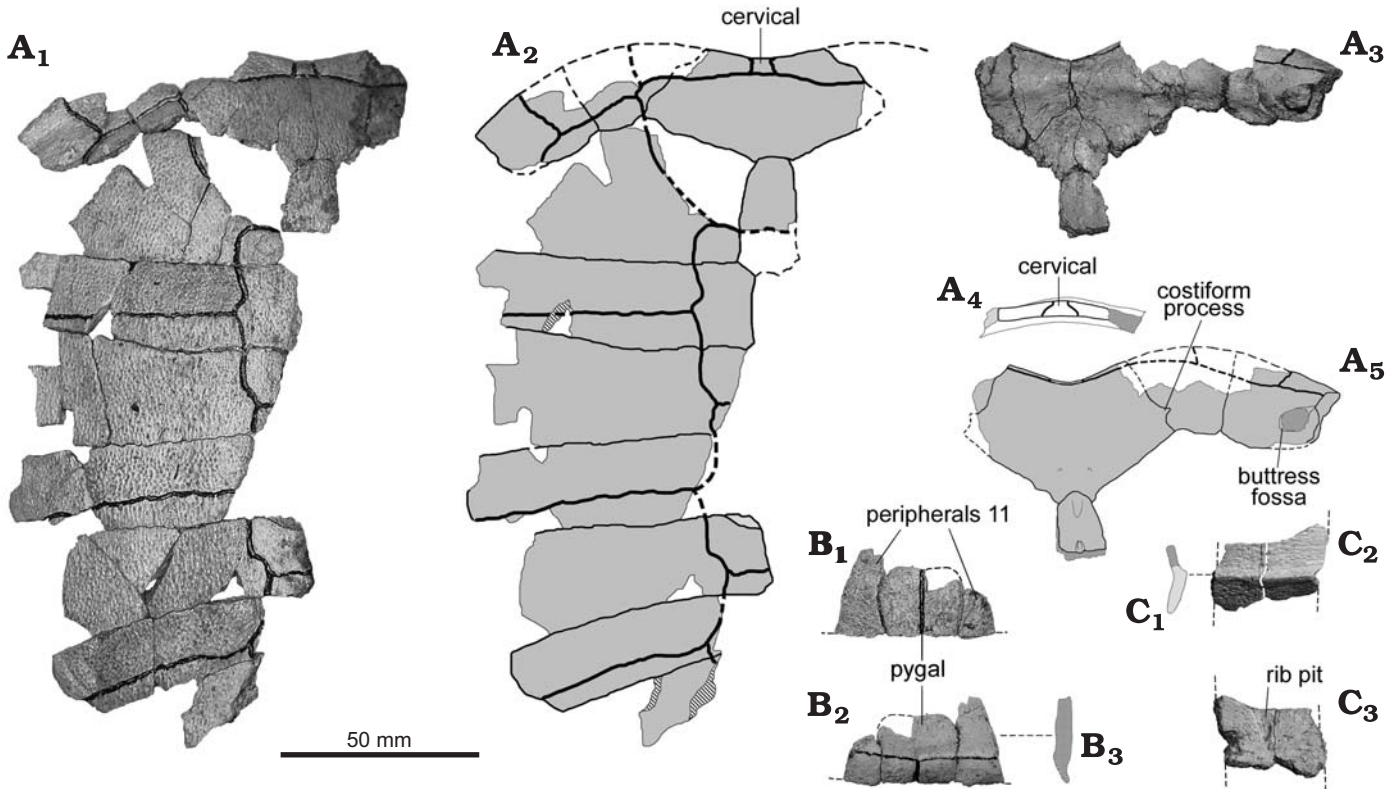 A1
A2
cervical
A3
A4
cervical
costiform
process
A5
buttress
fossa
B1
peripherals 11
C2
C1
pygal
B2
B3
rib pit
C3
50 mm